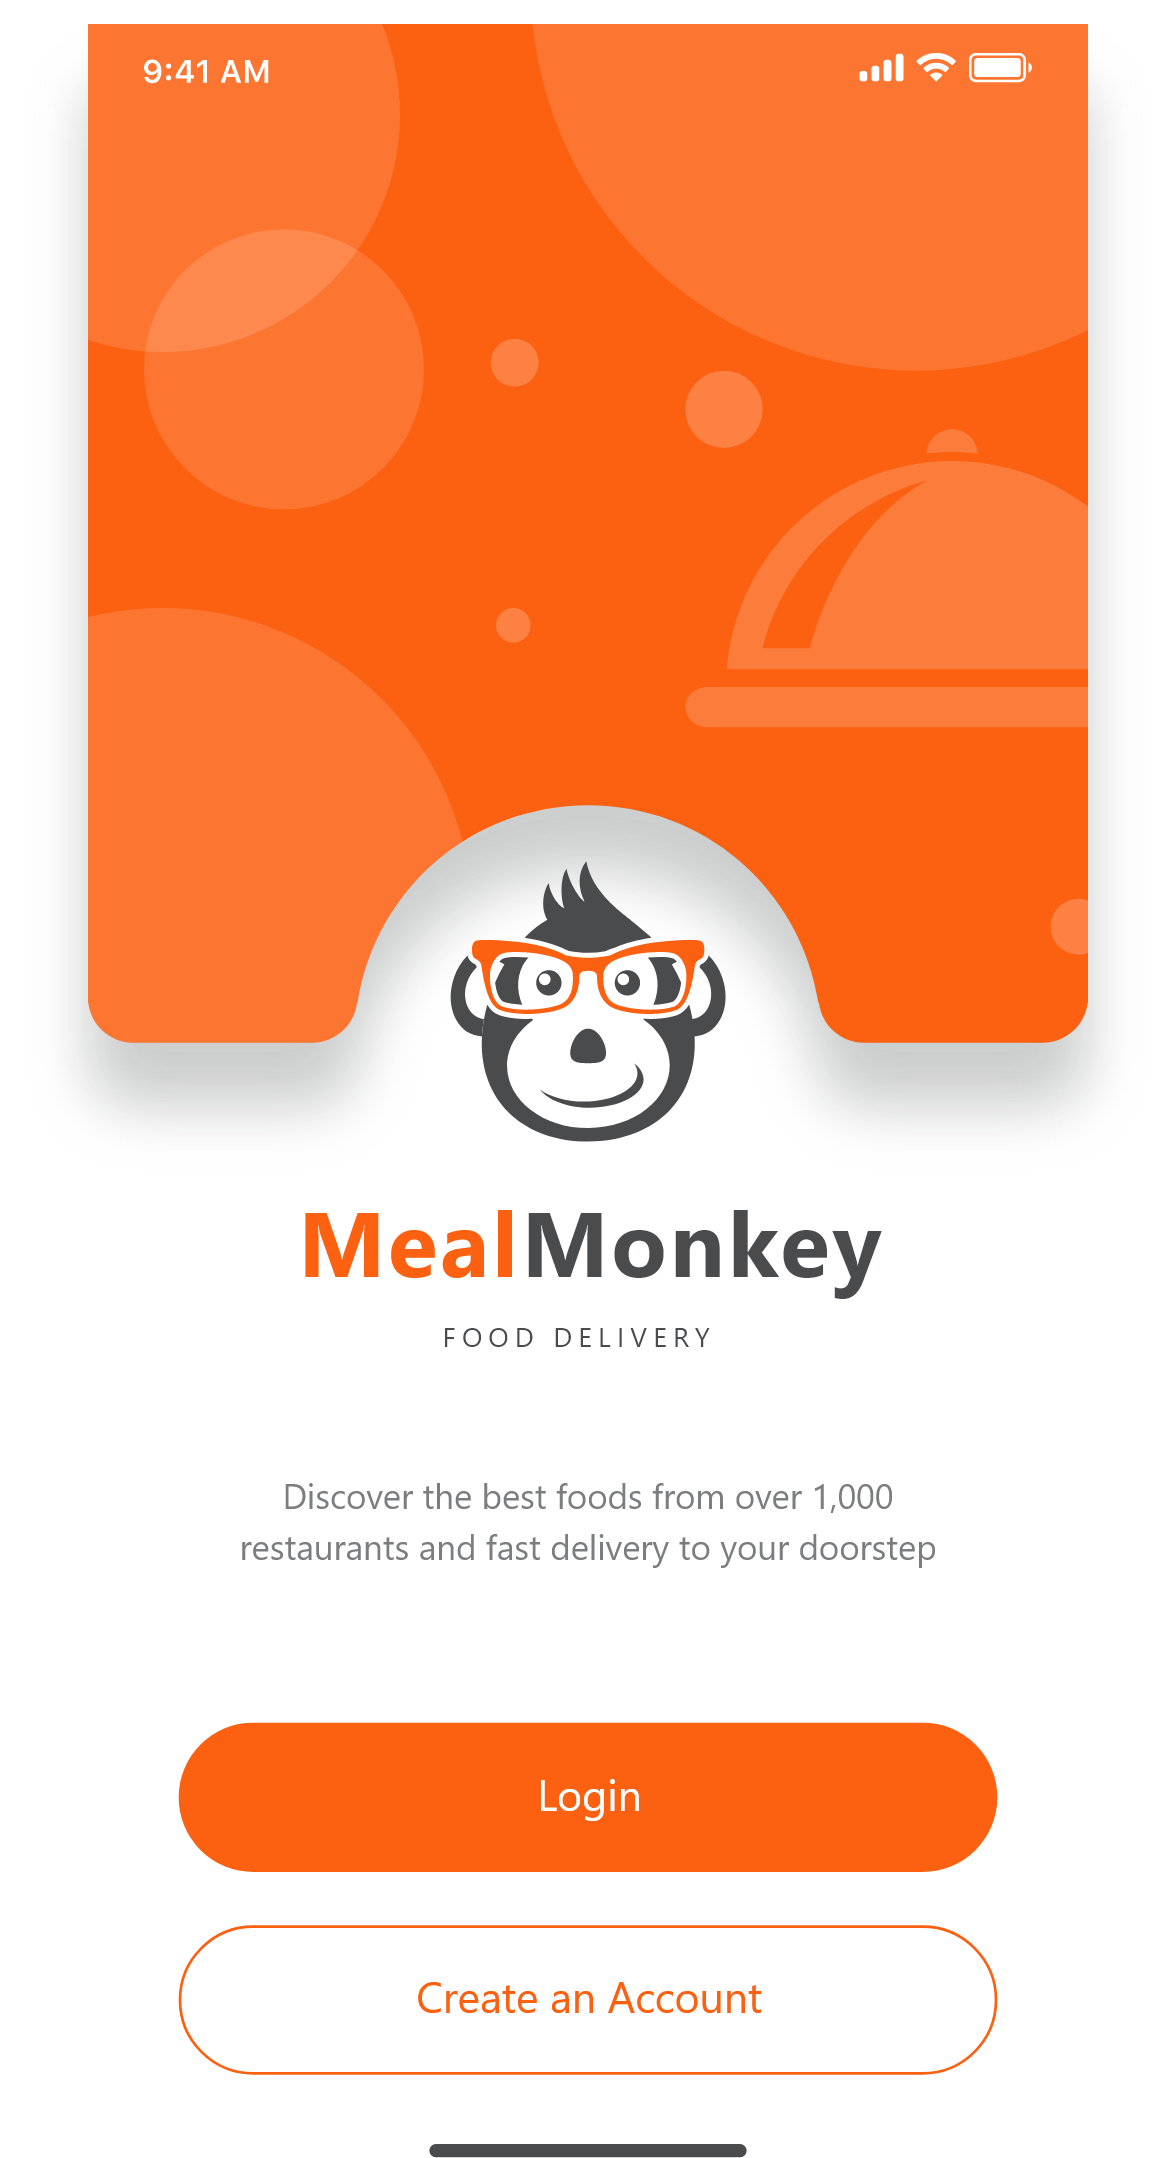 9:41 AM
MealMonkey
FOOD DELIVERY
Discover the best foods from over 1,000
restaurants and fast delivery to your doorstep
Login
Create an Account